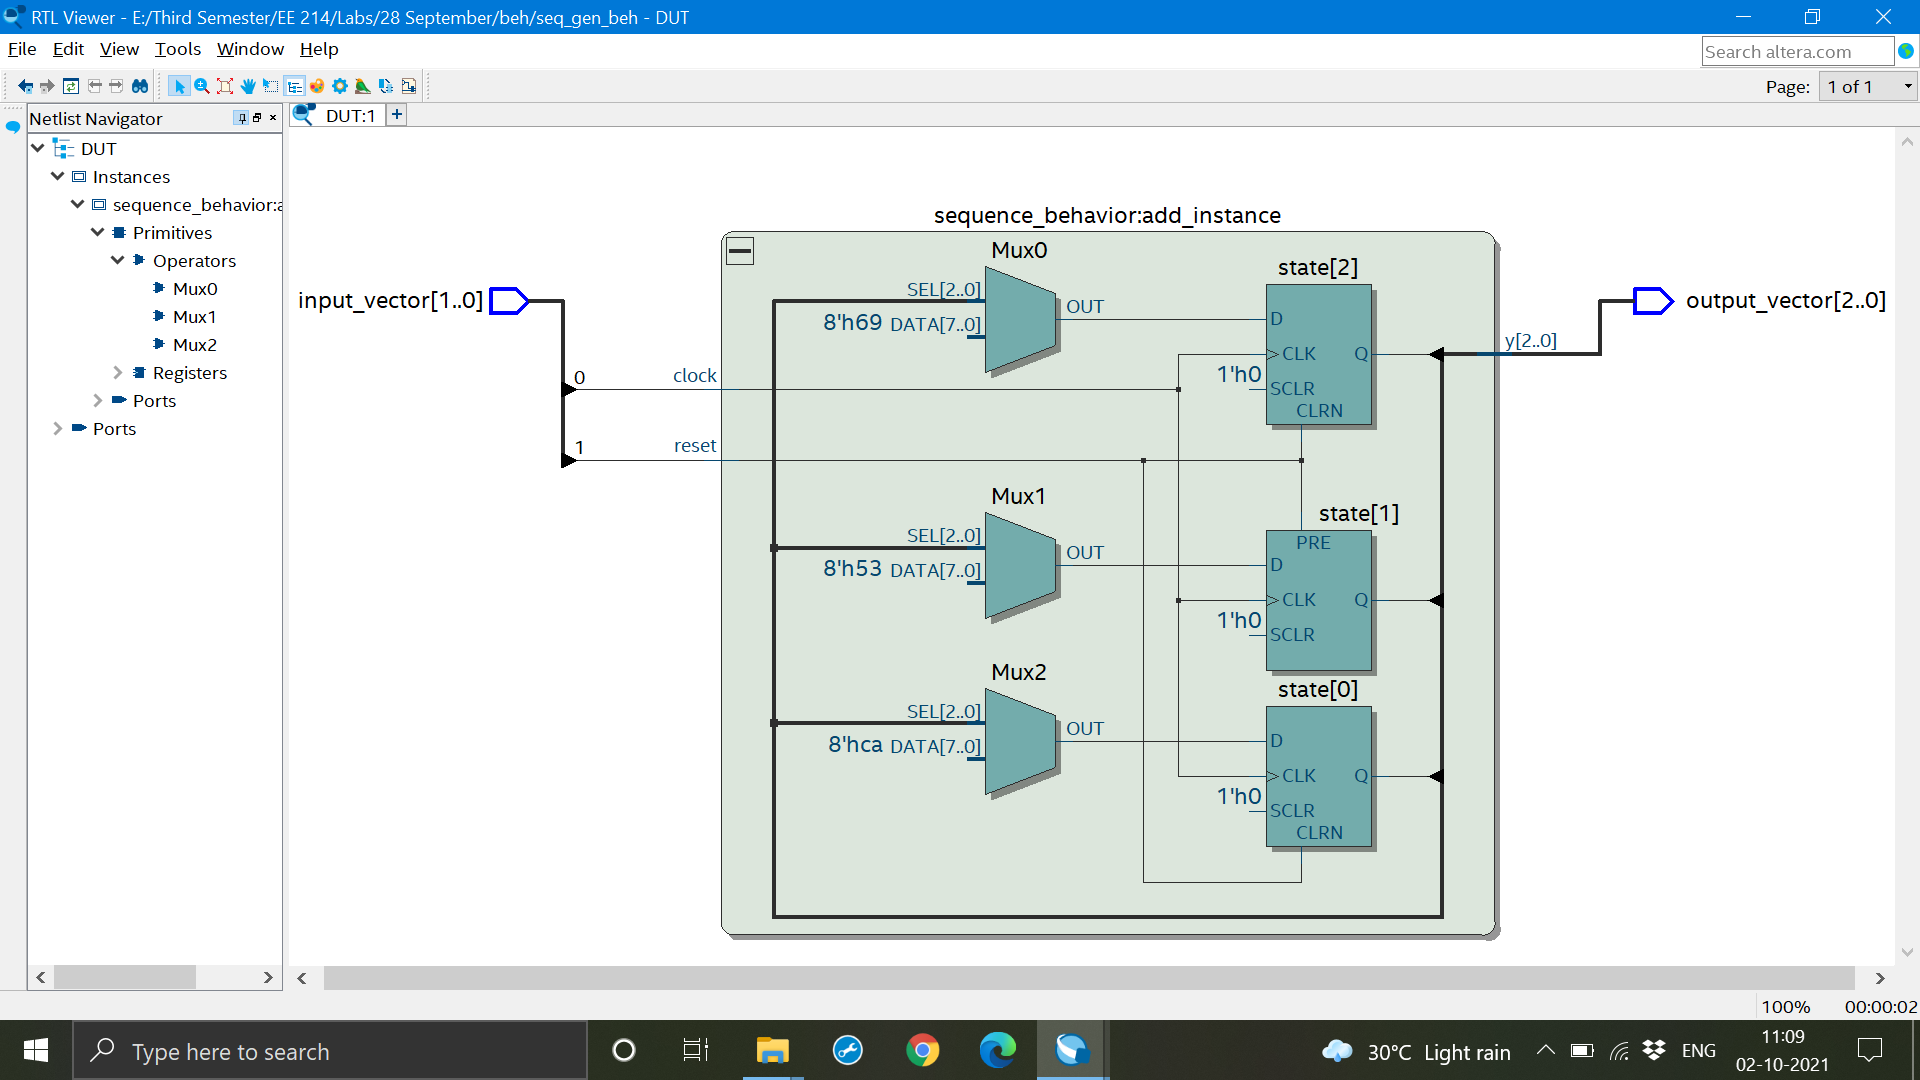 RTL Viewer - E:/Third Semester/EE 214/Labs/28 September/beh/seq_gen_beh - DUT
File Edit View Tools Window Help
Search altera.com
Page: 1 of 1
Netlist Navigator
DUT:1
DUT
Instances
sequence_behavior:a
Primitives
Operators
Mux0
Mux1
Mux2
Registers
Ports
Ports
sequence_behavior:add_instance
Mux0
state[2]
input_vector[1..0]
SEL[2..0]
OUT
8'h69 DATA[7..0]
D
output_vector[2..0]
y[2..0]
CLK Q
0
clock
1'h0
SCLR
CLRN
1
reset
Mux1
state[1]
SEL[2..0]
PRE
OUT
8'h53 DATA[7..0]
D
CLK Q
1'h0
SCLR
Mux2
state[0]
SEL[2..0]
OUT
8'hca DATA[7..0]
D
CLK Q
1'h0
SCLR
CLRN
100% 00:00:02
Type here to search
30°C Light rain
ENG
11:09
02-10-2021